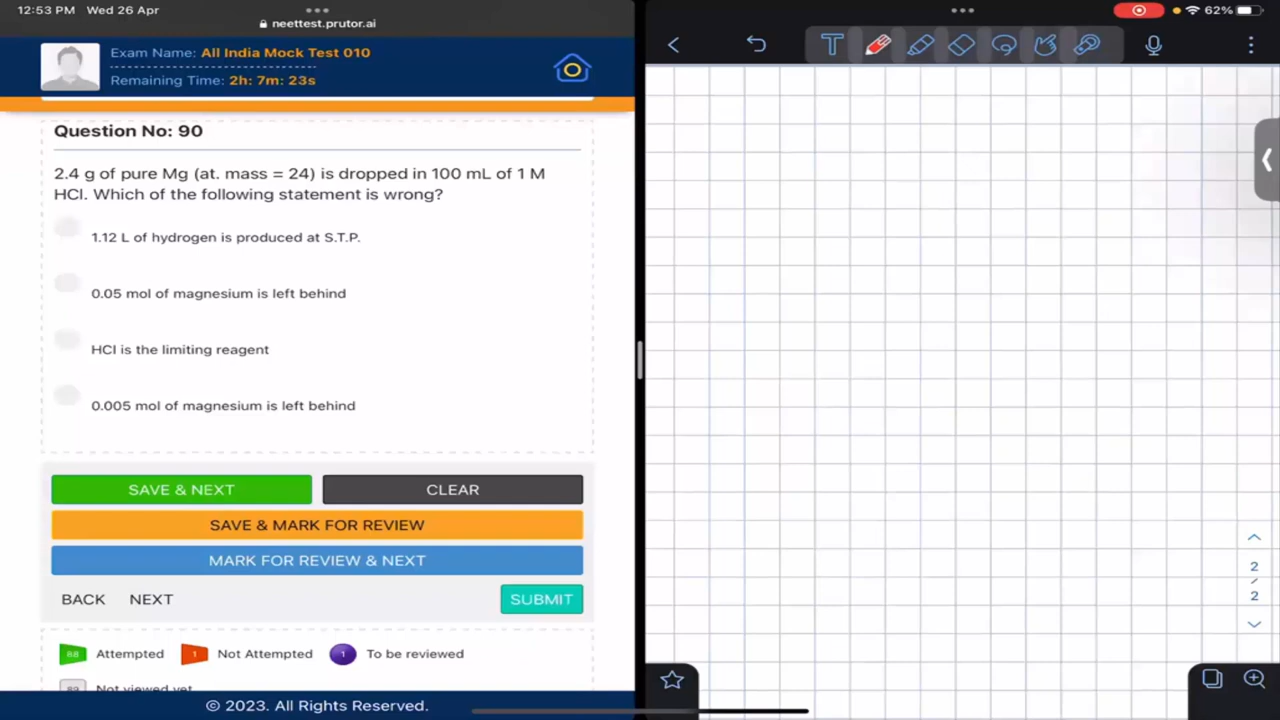 12:53 PM Wed 26 Apr
neettest.prutor.ai
62%
Exam Name: All India Mock Test 010
Remaining Time: 2h: 7m: 23s
Question No: 90
2.4 g of pure Mg (at. mass = 24) is dropped in 100 mL of 1 M
HCl. Which of the following statement is wrong?
1.12 L of hydrogen is produced at S.T.P.
0.05 mol of magnesium is left behind
HCl is the limiting reagent
0.005 mol of magnesium is left behind
SAVE & NEXT
CLEAR
SAVE & MARK FOR REVIEW
MARK FOR REVIEW & NEXT
BACK
NEXT
SUBMIT
88 Attempted
1 Not Attempted
1 To be reviewed
89 Not viewed yet
© 2023. All Rights Reserved.
T
2
2